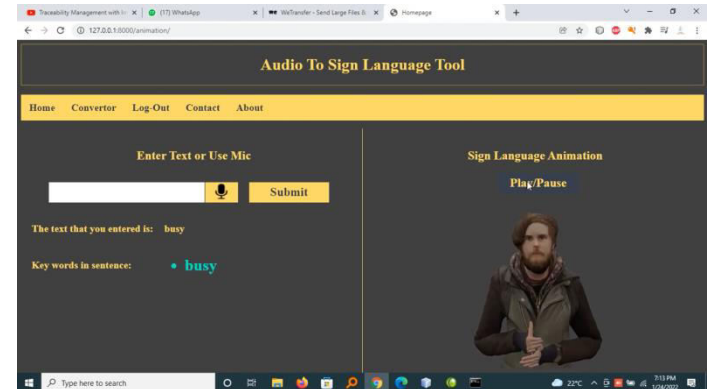 Traceability Management with
(17) WhatsApp
WeTransfer - Send Large Files &
Homepage
127.0.0.1:8000/animation/
Audio To Sign Language Tool
Home Convertor Log-Out Contact About
Enter Text or Use Mic
Submit
The text that you entered is: busy
Key words in sentence:
• busy
Sign Language Animation
Play/Pause
Type here to search
22°C
7:13 PM
1/24/2022